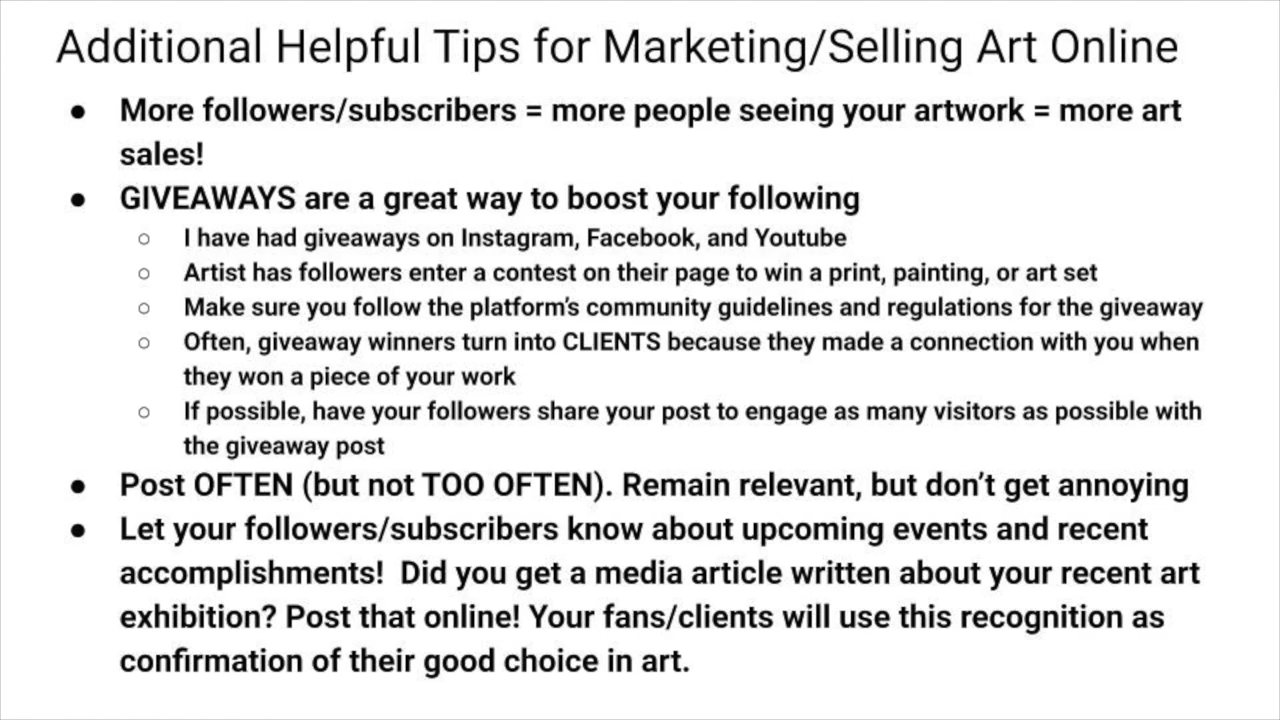 Additional Helpful Tips for Marketing/Selling Art Online
● More followers/subscribers = more people seeing your artwork = more art
sales!
● GIVEAWAYS are a great way to boost your following
○ I have had giveaways on Instagram, Facebook, and Youtube
○ Artist has followers enter a contest on their page to win a print, painting, or art set
○ Make sure you follow the platform’s community guidelines and regulations for the giveaway
○ Often, giveaway winners turn into CLIENTS because they made a connection with you when
they won a piece of your work
○ If possible, have your followers share your post to engage as many visitors as possible with
the giveaway post
● Post OFTEN (but not TOO OFTEN). Remain relevant, but don’t get annoying
● Let your followers/subscribers know about upcoming events and recent
accomplishments!  Did you get a media article written about your recent art
exhibition? Post that online! Your fans/clients will use this recognition as
confirmation of their good choice in art.